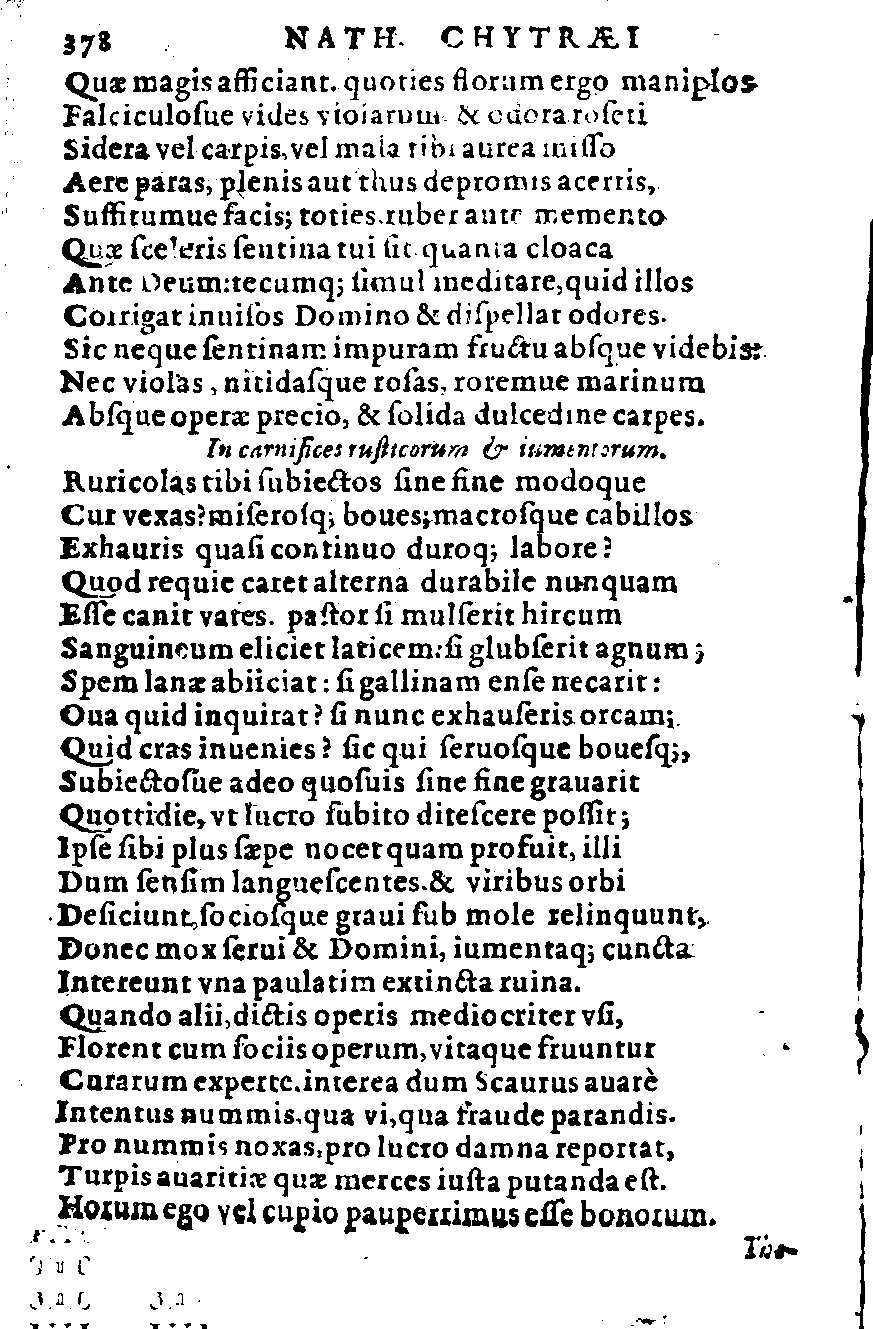 378 NATH. CHYTRÆI
Quæ magis afficiant. quoties florum ergo maniplos
Fasciculosue vides violarum & odora roseti
Sidera vel carpis, vel mala tibi aurea misso
Aere paras, plenis aut thus depromis acerris,
Suffitumue facis; toties tuber ante memento
Quæ sceleris sentina tui sit quanta cloaca
Ante Deum: tecumq; simul meditare, quid illos
Corrigat inuisos Domino & dispellat odores.
Sic neque sentinam impuram fructu absque videbis:
Nec violas, nitidasque rosas, roremue marinum
Absque operæ precio, & solida dulcedine carpes.
In carnifices rusticorum & iumentorum.
Ruricolas tibi subiectos sine fine modoque
Cur vexas? miserosq; boues; macrosque cabillos
Exhauris quasi continuo duroq; labore?
Quod requie caret alterna durabile nunquam
Esse canit vates. pastor si mulserit hircum
Sanguineum eliciet laticem: si glubserit agnum;
Spem lanæ abiiciat: si gallinam ense necarit:
Oua quid inquirat? si nunc exhauseris orcam;
Quid cras inuenies? sic qui seruosque bouesq;,
Subiectosue adeo quosuis sine fine grauarit
Quottidie, vt lucro subito ditescere possit;
Ipse sibi plus sæpe nocet quam profuit, illi
Dum sensim languescentes & viribus orbi
Deficiunt, sociosque graui sub mole relinquunt,
Donec mox serui & Domini, iumentaq; cuncta
Intereunt vna paulatim extincta ruina.
Quando alii, dictis operis mediocriter vsi,
Florent cum sociis operum, vitaque fruuntur
Curarum experte. interea dum Scaurus auarè
Intentus nummis, qua vi, qua fraude parandis.
Pro nummis noxas, pro lucro damna reportat,
Turpis auaritiæ quæ merces iusta putanda est.
Horum ego vel cupio pauperrimus esse bonorum.